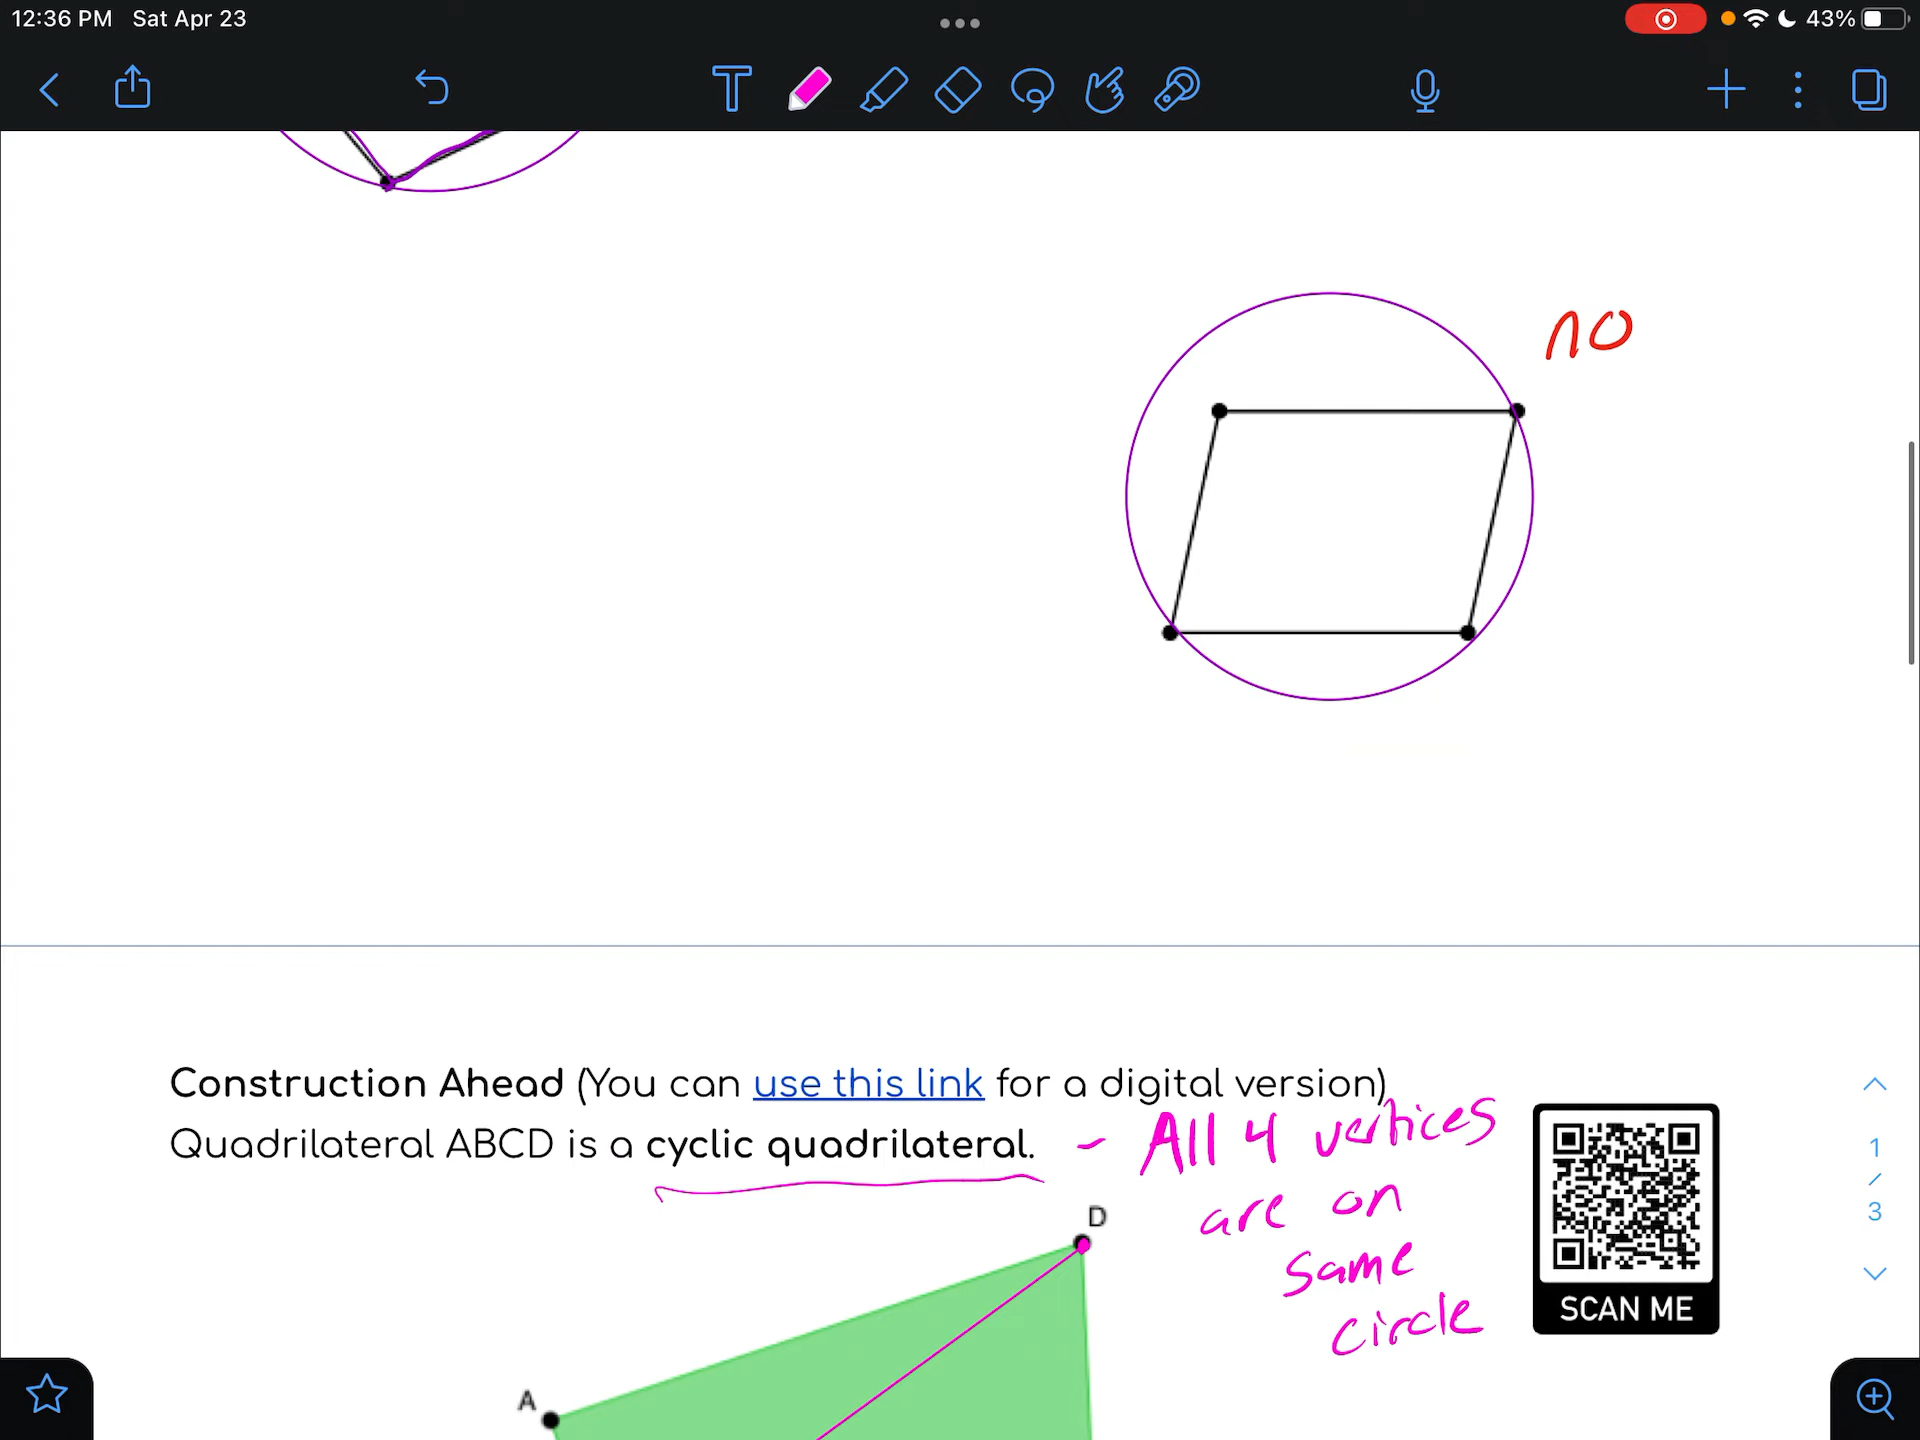 12:36 PM Sat Apr 23
43%
no
Construction Ahead (You can use this link for a digital version)
Quadrilateral ABCD is a cyclic quadrilateral. - All 4 vertices
are on
same
circle
D
A
SCAN ME
1
/
3